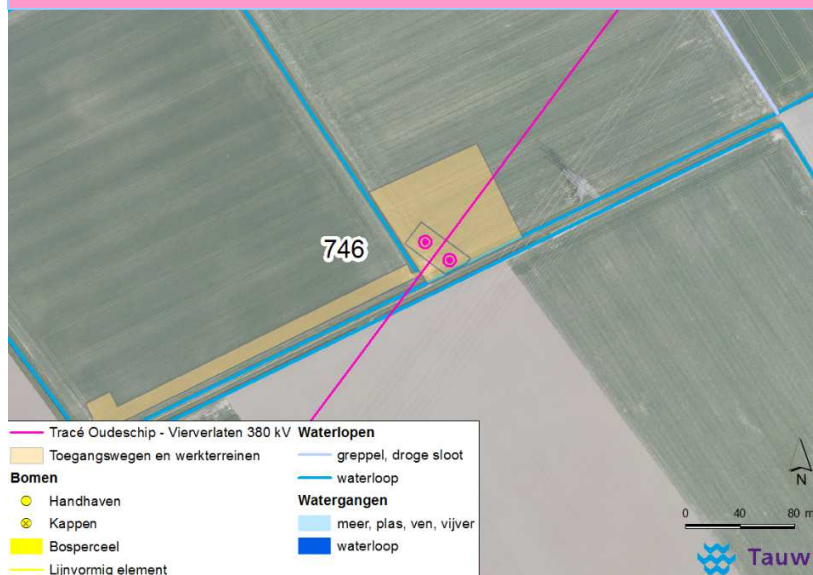 746
Tracé Oudeschip - Vierverlaten 380 kV
Toegangswegen en werkterreinen
Bomen
Handhaven
Kappen
Bosperceel
Lijnvormig element
Waterlopen
greppel, droge sloot
waterloop
Watergangen
meer, plas, ven, vijver
waterloop
N
0 40 80 m
Tauw